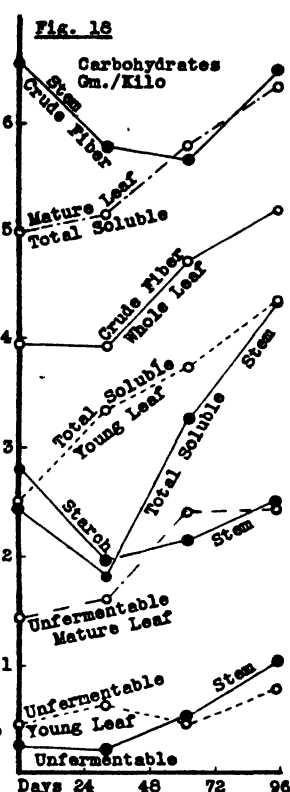 Fig. 18
Carbohydrates
Gm./Kilo
Stem
Crude Fiber
6
Mature Leaf
Total Soluble
5
Crude Fiber
Whole Leaf
4
Total Soluble
Young Leaf
Stem
3
Total Soluble
Starch
Stem
2
Unfermentable
Mature Leaf
1
Unfermentable
Young Leaf
Stem
Unfermentable
Days 24 48 72 96